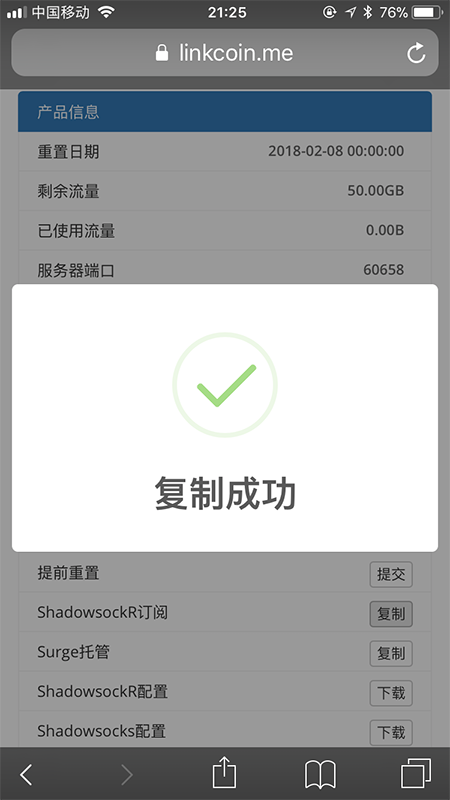 中国移动 21:25 76%
linkcoin.me
产品信息
重置日期 2018-02-08 00:00:00
剩余流量 50.00GB
已使用流量 0.00B
服务器端口 60658
复制成功
提前重置 提交
ShadowsockR订阅 复制
Surge托管 复制
ShadowsockR配置 下载
Shadowsocks配置 下载